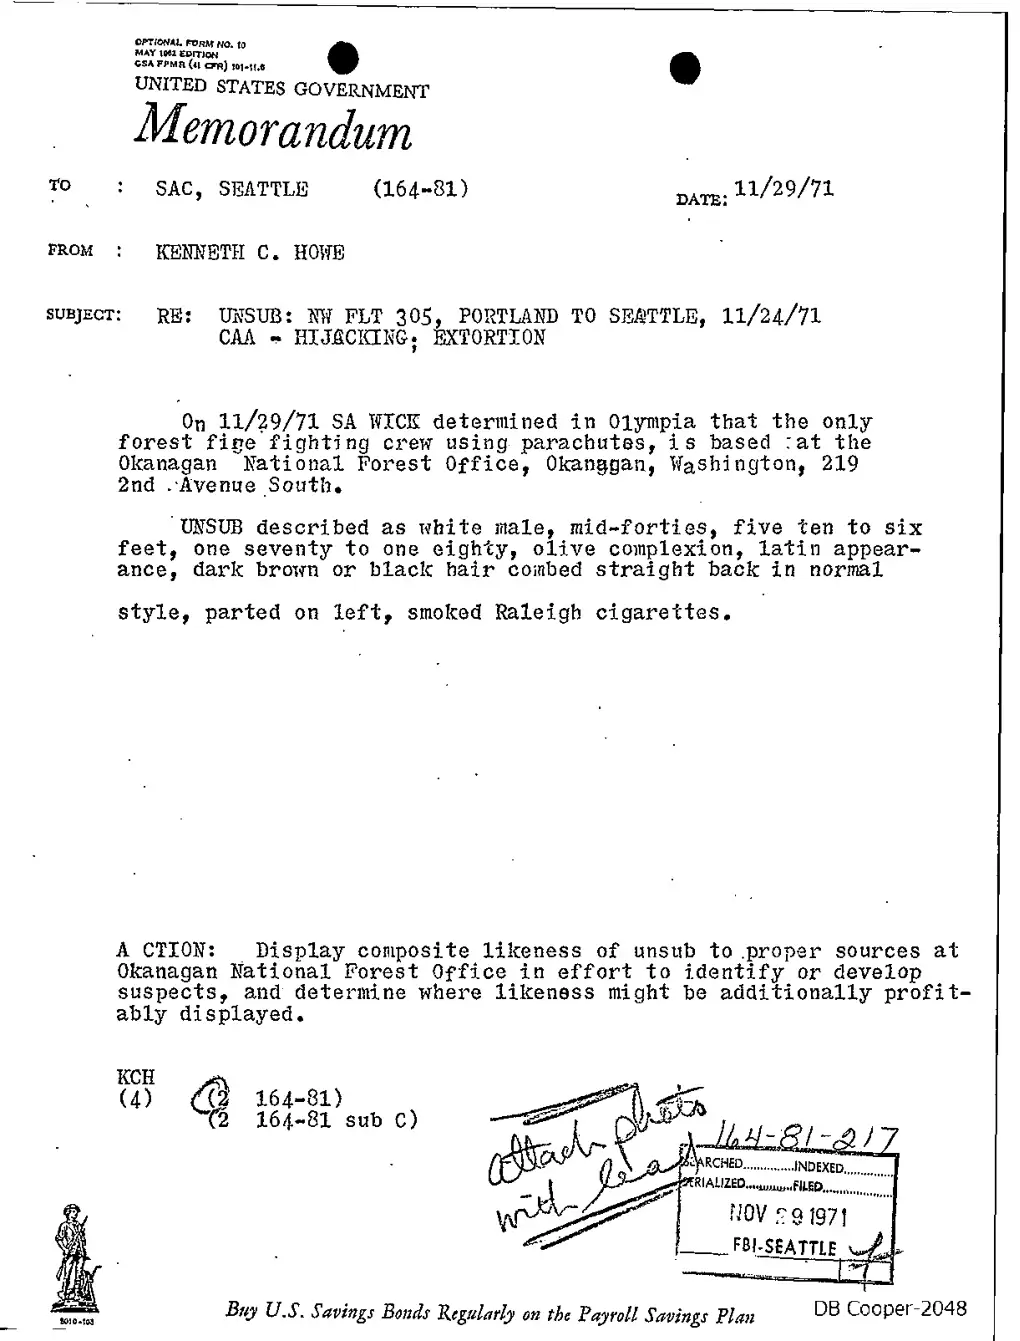 OPTIONAL FORM NO. 10
MAY 1962 EDITION
GSA FPMR (41 CFR) 101-11.6
UNITED STATES GOVERNMENT
Memorandum
TO : SAC, SEATTLE (164-81) DATE: 11/29/71
FROM : KENNETH C. HOWE
SUBJECT: RE: UNSUB: NW FLT 305, PORTLAND TO SEATTLE, 11/24/71
CAA - HIJACKING; EXTORTION
On 11/29/71 SA WICK determined in Olympia that the only
forest fire fighting crew using parachutes, is based at the
Okanagan National Forest Office, Okanggan, Washington, 219
2nd Avenue South.
UNSUB described as white male, mid-forties, five ten to six
feet, one seventy to one eighty, olive complexion, latin appear-
ance, dark brown or black hair combed straight back in normal
style, parted on left, smoked Raleigh cigarettes.
A CTION: Display composite likeness of unsub to proper sources at
Okanagan National Forest Office in effort to identify or develop
suspects, and determine where likeness might be additionally profit-
ably displayed.
KCH
(4) (2 164-81)
(2 164-81 sub C)
attach photo
with lead
164-81-217
ARCHED..............INDEXED..............
ERIALIZED..............FILED..............
NOV 29 1971
FBI-SEATTLE
5010-103
Buy U.S. Savings Bonds Regularly on the Payroll Savings Plan
DB Cooper-2048